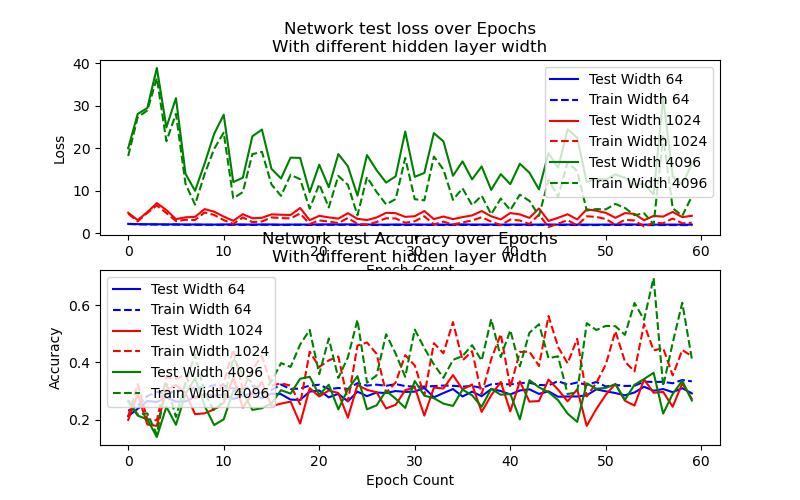 Network test loss over Epochs
With different hidden layer width
40
30
20
10
0
Loss
Test Width 64
Train Width 64
Test Width 1024
Train Width 1024
Test Width 4096
Train Width 4096
0 10 20 30 40 50 60
Epoch Count
Network test Accuracy over Epochs
With different hidden layer width
0.6
0.4
0.2
Accuracy
Test Width 64
Train Width 64
Test Width 1024
Train Width 1024
Test Width 4096
Train Width 4096
0 10 20 30 40 50 60
Epoch Count